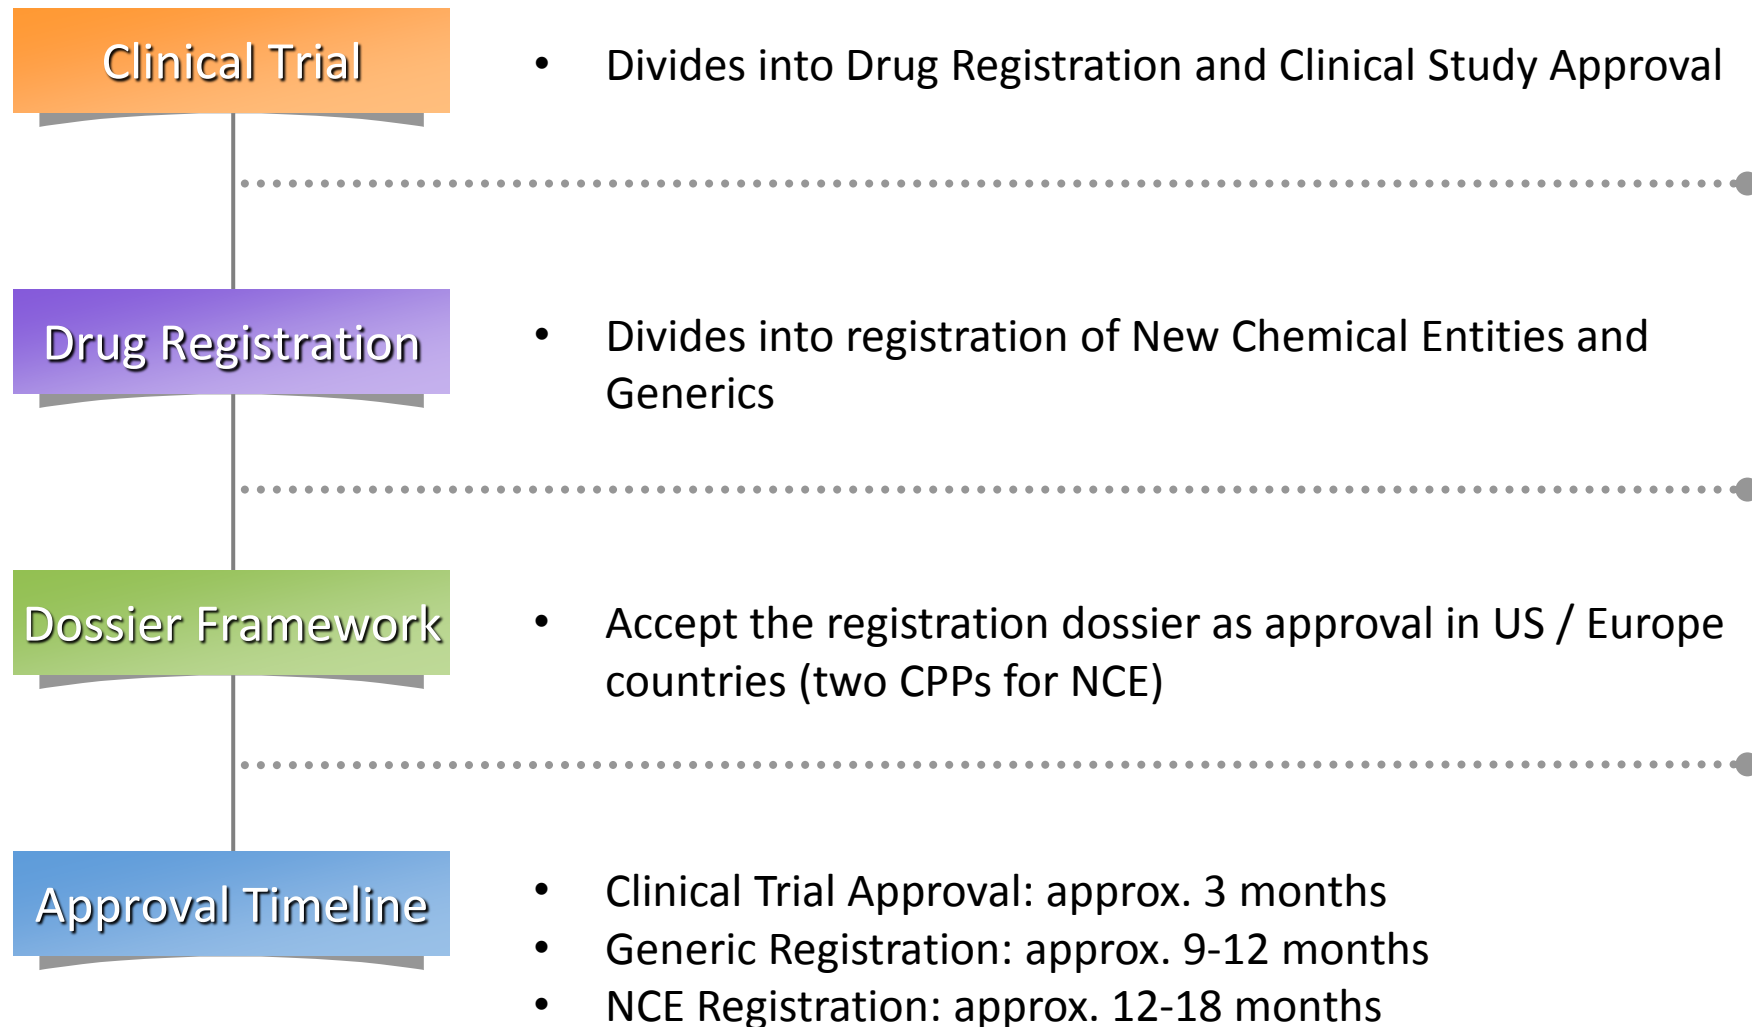 Clinical Trial
• Divides into Drug Registration and Clinical Study Approval
Drug Registration
• Divides into registration of New Chemical Entities and
Generics
Dossier Framework
• Accept the registration dossier as approval in US / Europe
countries (two CPPs for NCE)
Approval Timeline
• Clinical Trial Approval: approx. 3 months
• Generic Registration: approx. 9-12 months
• NCE Registration: approx. 12-18 months